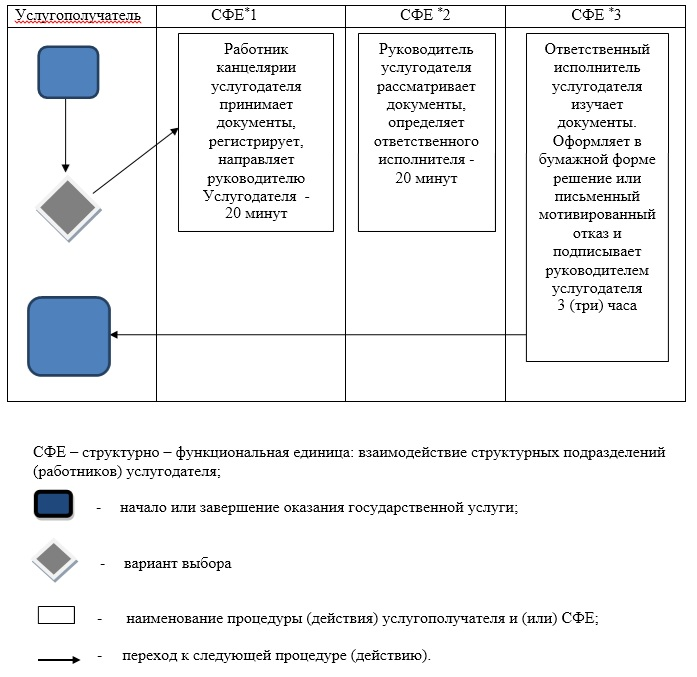 Услугополучатель
СФЕ*1
СФЕ *2
СФЕ *3
Работник
канцелярии
услугодателя
принимает
документы,
регистрирует,
направляет
руководителю
Услугодателя -
20 минут
Руководитель
услугодателя
рассматривает
документы,
определяет
ответственного
исполнителя -
20 минут
Ответственный
исполнитель
услугодателя
изучает
документы.
Оформляет в
бумажной форме
решение или
письменный
мотивированный
отказ и
подписывает
руководителем
услугодателя
3 (три) часа
СФЕ – структурно – функциональная единица: взаимодействие структурных подразделений
(работников) услугодателя;
- начало или завершение оказания государственной услуги;
- вариант выбора
- наименование процедуры (действия) услугополучателя и (или) СФЕ;
- переход к следующей процедуре (действию).